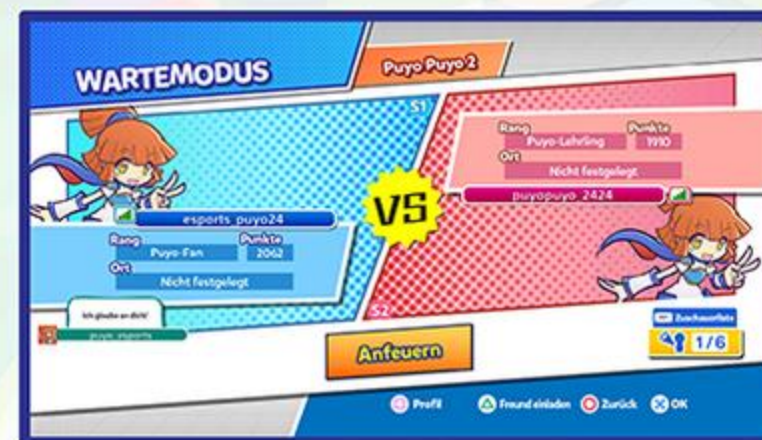 WARTEMODUS
Puyo Puyo 2
S1
esports_puyo24
Rang Punkte
Puyo-Fan 2062
Ort
Nicht festgelegt
VS
Rang Punkte
Puyo-Lehrling 1910
Ort
Nicht festgelegt
puyopuyo_2424
S2
Ich glaube an dich!
puyo_esports
Anfeuern
Zuschauerliste
1/6
Profil
Freund einladen
Zurück
OK